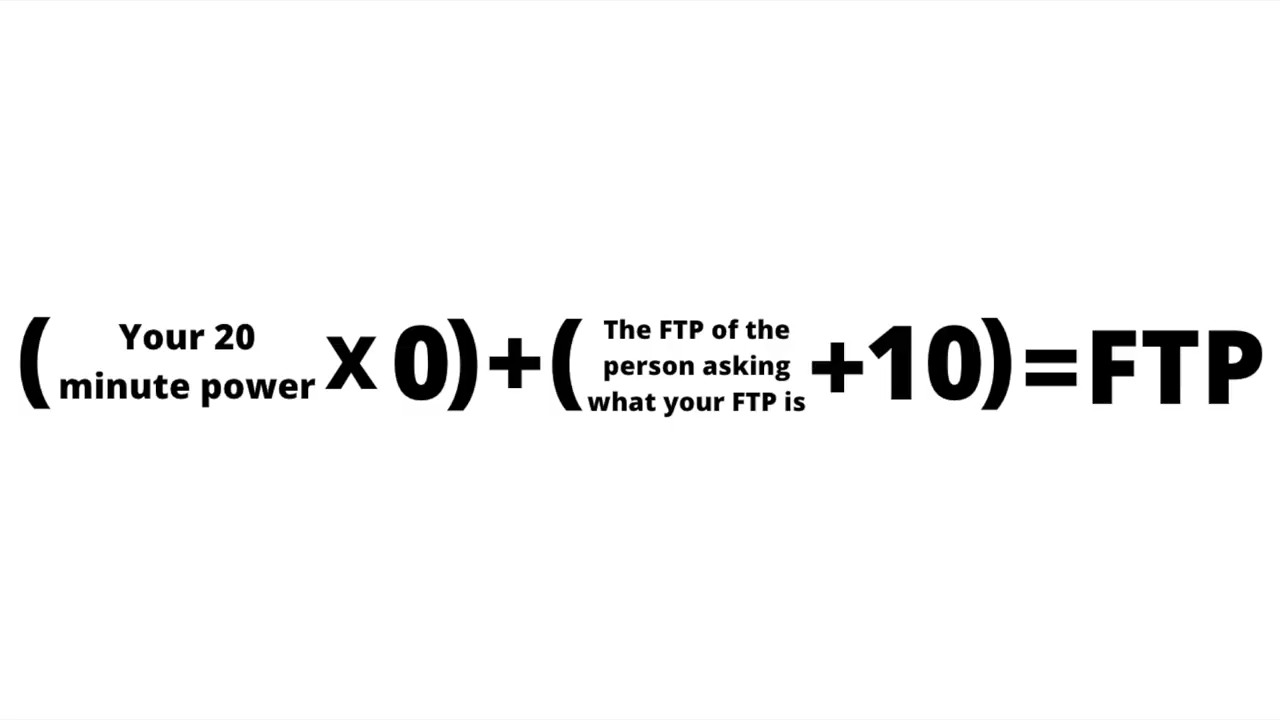 (Your 20 minute power x 0)+(The FTP of the person asking what your FTP is +10)=FTP